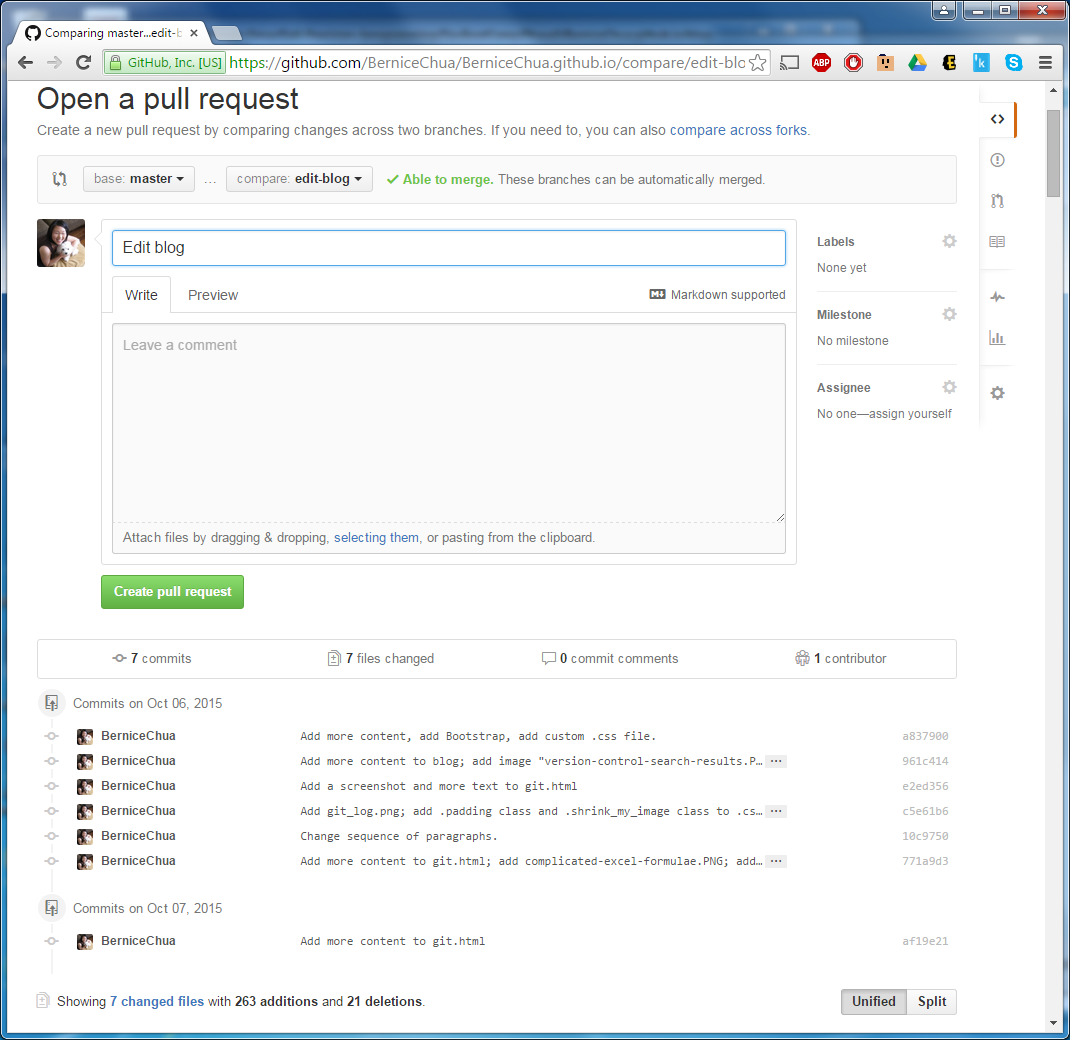 Comparing master...edit-b
GitHub, Inc. [US] https://github.com/BerniceChua/BerniceChua.github.io/compare/edit-blo
ABP
Open a pull request
Create a new pull request by comparing changes across two branches. If you need to, you can also compare across forks.
base: master ... compare: edit-blog Able to merge. These branches can be automatically merged.
Edit blog
Write Preview Markdown supported
Leave a comment
Attach files by dragging & dropping, selecting them, or pasting from the clipboard.
Create pull request
Labels
None yet
Milestone
No milestone
Assignee
No one—assign yourself
7 commits 7 files changed 0 commit comments 1 contributor
Commits on Oct 06, 2015
BerniceChua Add more content, add Bootstrap, add custom .css file. a837900
BerniceChua Add more content to blog; add image "version-control-search-results.P… ... 961c414
BerniceChua Add a screenshot and more text to git.html e2ed356
BerniceChua Add git_log.png; add .padding class and .shrink_my_image class to .cs… ... c5e61b6
BerniceChua Change sequence of paragraphs. 10c9750
BerniceChua Add more content to git.html; add complicated-excel-formulae.PNG; add… ... 771a9d3
Commits on Oct 07, 2015
BerniceChua Add more content to git.html af19e21
Showing 7 changed files with 263 additions and 21 deletions. Unified Split